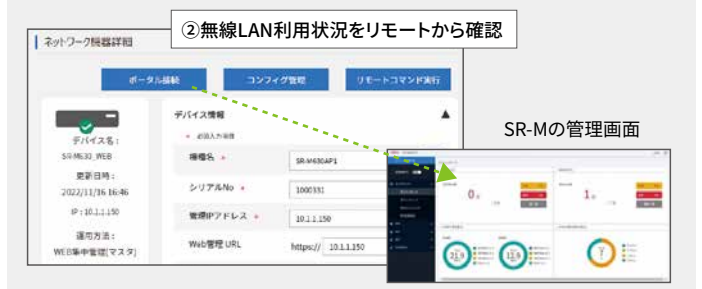 ②無線LAN利用状況をリモートから確認
ネットワーク機器詳細
ポータル接続
コンフィグ管理
リモートコマンド実行
デバイス名:
SR-M630_WEB
更新日時:
2022/11/16 16:46
IP:10.1.1.150
運用方法:
WEB集中管理[マスタ]
デバイス情報
▲
* 必須入力項目
機種名 *
SR-M630AP1
シリアルNo *
1000331
管理IPアドレス *
10.1.1.150
Web管理 URL
https://
10.1.1.150
SR-Mの管理画面
0
1
21.9